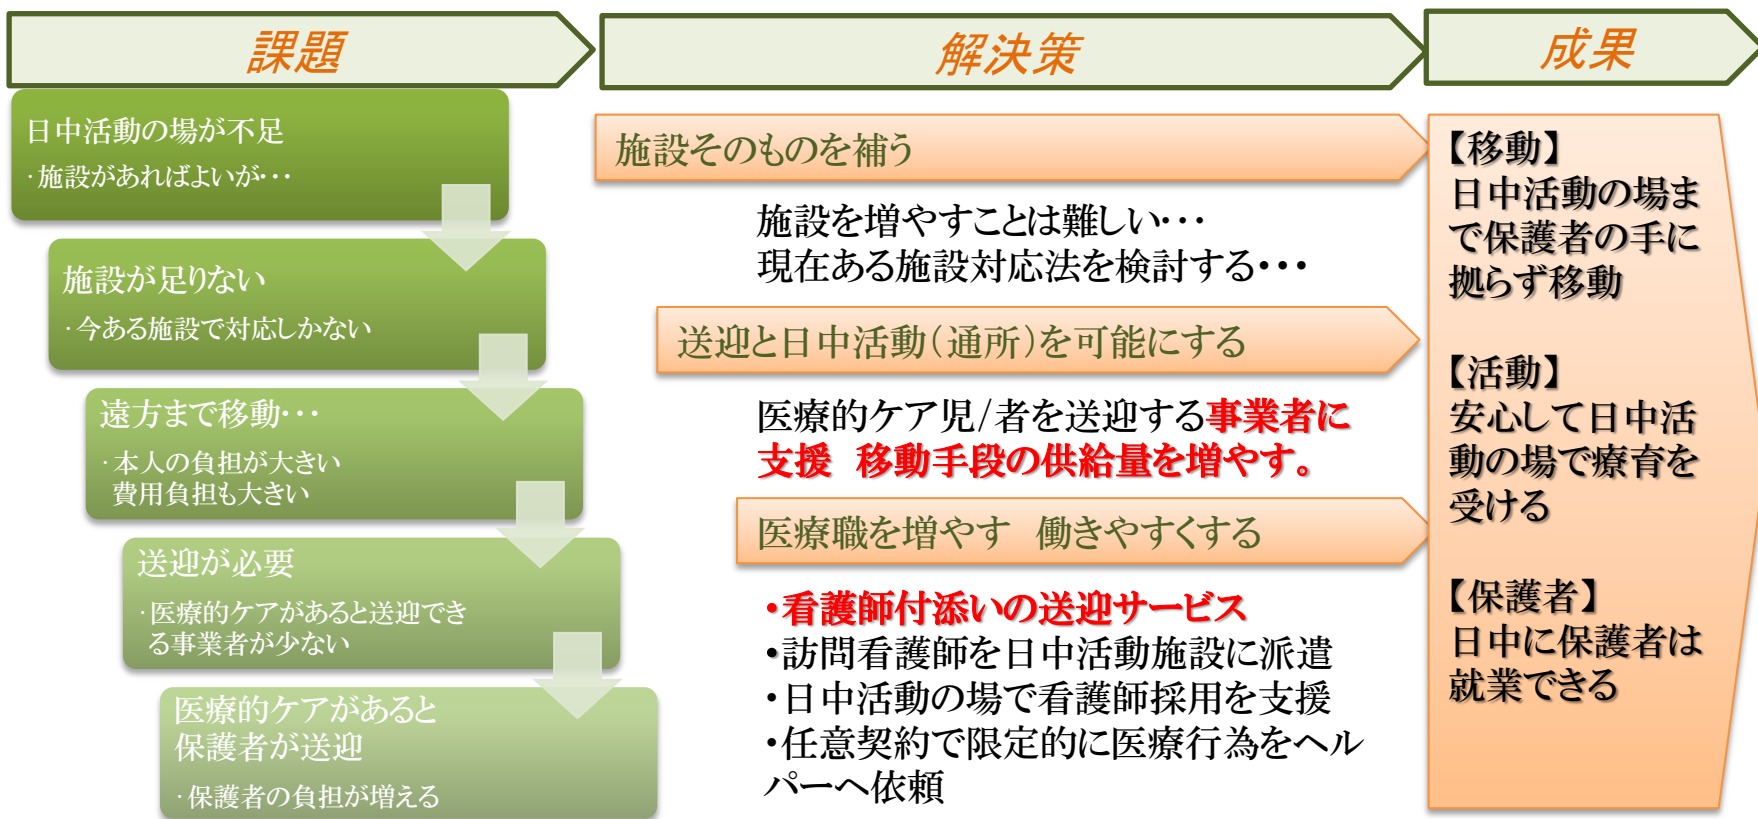 課題
日中活動の場が不足
・施設があればよいが・・・
施設が足りない
・今ある施設で対応しかない
遠方まで移動・・・
・本人の負担が大きい
費用負担も大きい
送迎が必要
・医療的ケアがあると送迎でき
る事業者が少ない
医療的ケアがあると
保護者が送迎
・保護者の負担が増える
解決策
施設そのものを補う
施設を増やすことは難しい・・・
現在ある施設対応法を検討する・・・
送迎と日中活動（通所）を可能にする
医療的ケア児/者を送迎する事業者に
支援　移動手段の供給量を増やす。
医療職を増やす　働きやすくする
・看護師付添いの送迎サービス
・訪問看護師を日中活動施設に派遣
・日中活動の場で看護師採用を支援
・任意契約で限定的に医療行為をヘル
パーへ依頼
成果
【移動】
日中活動の場ま
で保護者の手に
拠らず移動
【活動】
安心して日中活
動の場で療育を
受ける
【保護者】
日中に保護者は
就業できる